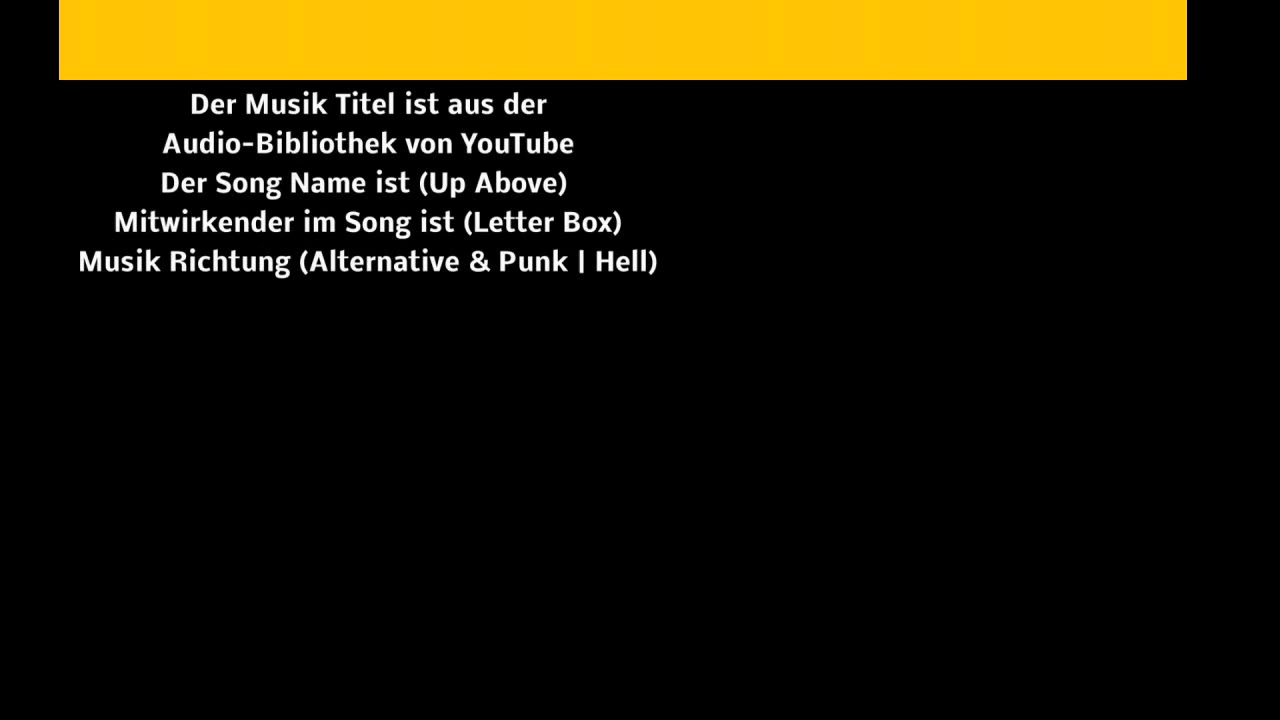 Der Musik Titel ist aus der
Audio-Bibliothek von YouTube
Der Song Name ist (Up Above)
Mitwirkender im Song ist (Letter Box)
Musik Richtung (Alternative & Punk | Hell)